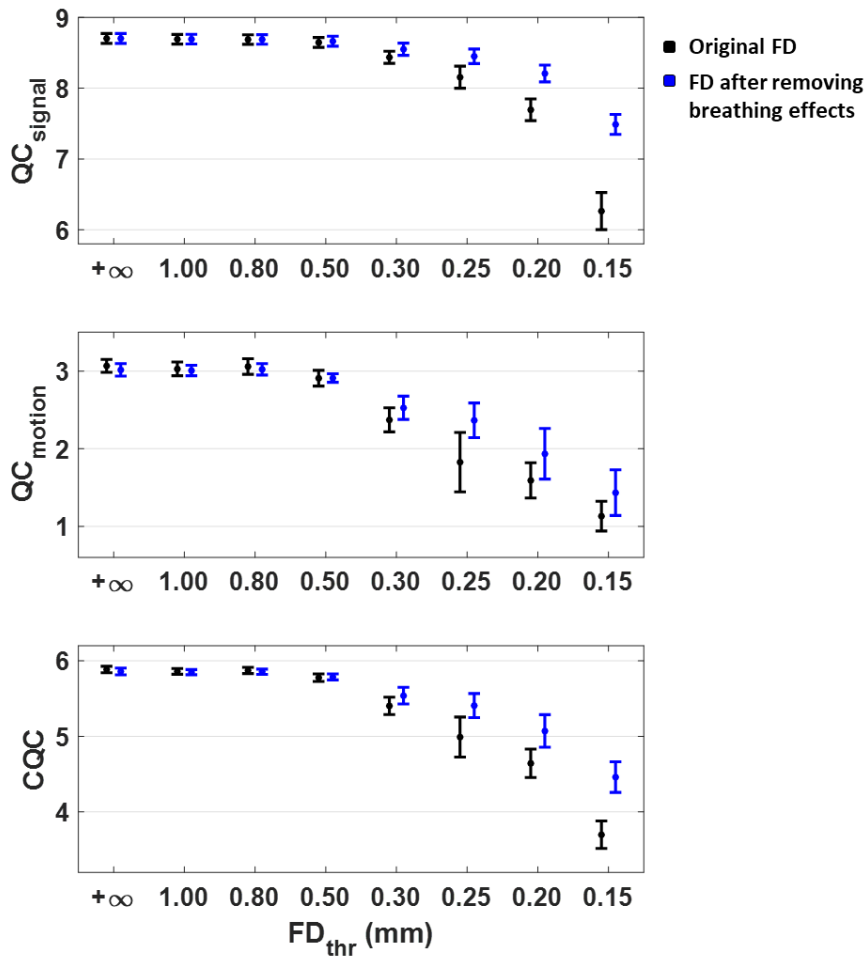 9
8
7
6
QC_signal
+∞ 1.00 0.80 0.50 0.30 0.25 0.20 0.15
Original FD
FD after removing
breathing effects
3
2
1
QC_motion
+∞ 1.00 0.80 0.50 0.30 0.25 0.20 0.15
6
5
4
CQC
+∞ 1.00 0.80 0.50 0.30 0.25 0.20 0.15
FD_thr (mm)